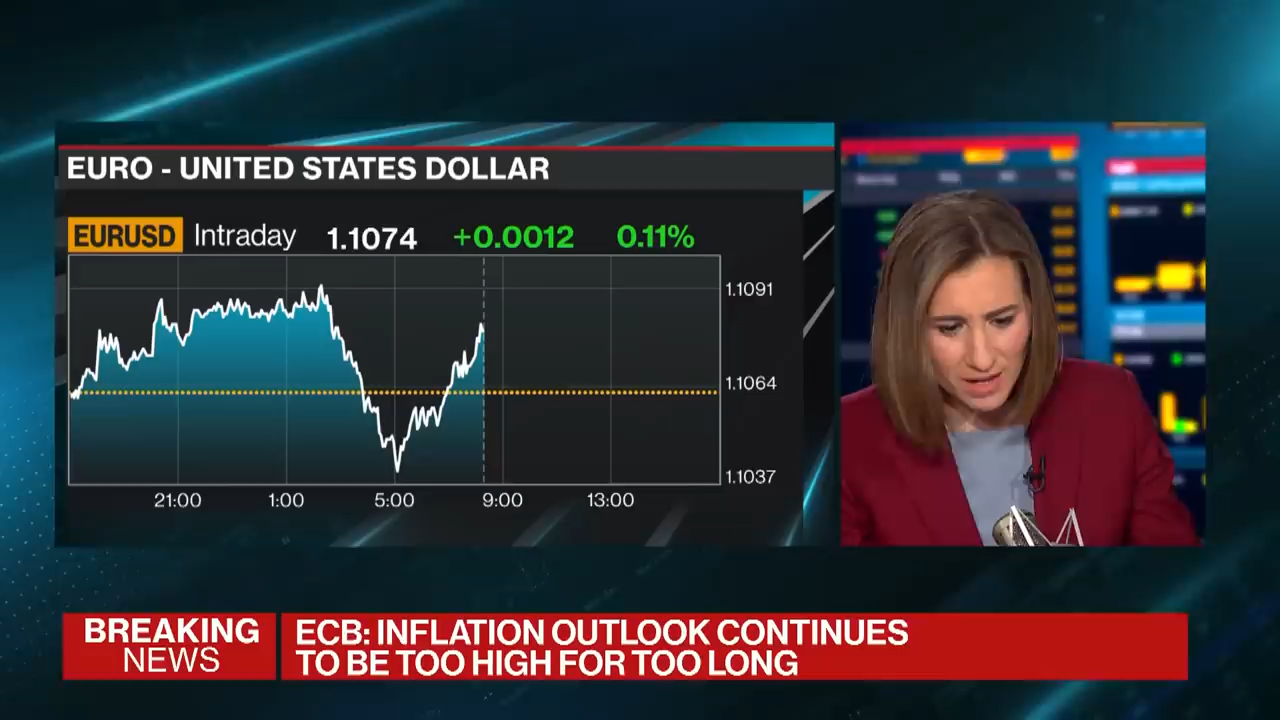 EURO - UNITED STATES DOLLAR
EURUSD Intraday 1.1074 +0.0012 0.11%
1.1091
1.1064
1.1037
21:00 1:00 5:00 9:00 13:00
BREAKING
NEWS
ECB: INFLATION OUTLOOK CONTINUES
TO BE TOO HIGH FOR TOO LONG